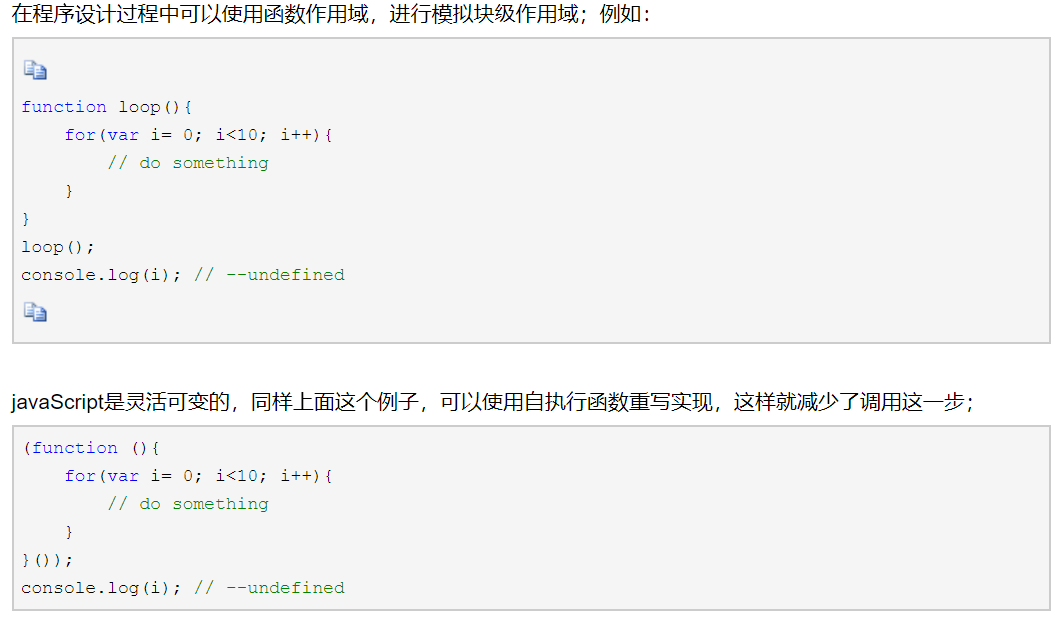 在程序设计过程中可以使用函数作用域，进行模拟块级作用域；例如：
function loop(){
    for(var i= 0; i<10; i++){
        // do something
    }
}
loop();
console.log(i); // --undefined
javaScript是灵活可变的，同样上面这个例子，可以使用自执行函数重写实现，这样就减少了调用这一步；
(function (){
    for(var i= 0; i<10; i++){
        // do something
    }
}());
console.log(i); // --undefined